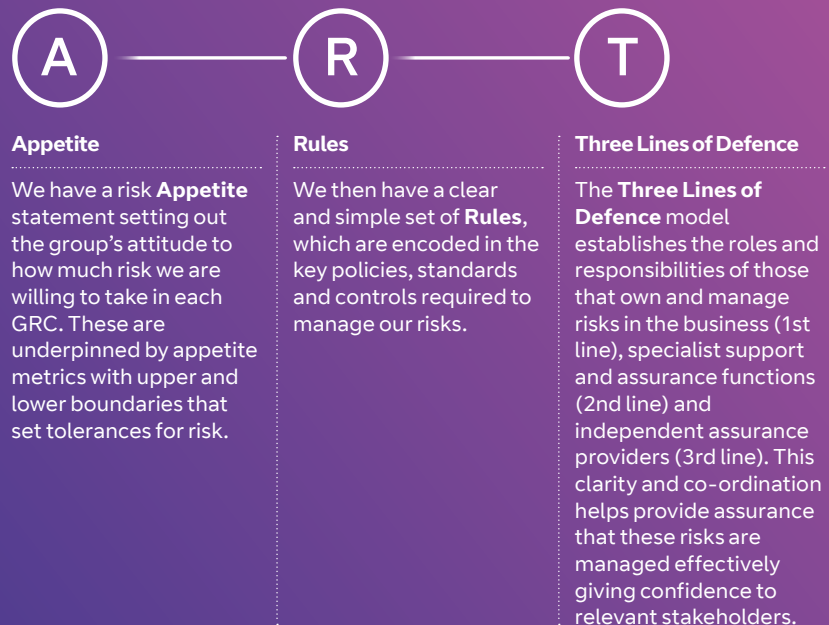 A
R
T
Appetite
We have a risk Appetite
statement setting out
the group's attitude to
how much risk we are
willing to take in each
GRC. These are
underpinned by appetite
metrics with upper and
lower boundaries that
set tolerances for risk.
Rules
We then have a clear
and simple set of Rules,
which are encoded in the
key policies, standards
and controls required to
manage our risks.
Three Lines of Defence
The Three Lines of
Defence model
establishes the roles and
responsibilities of those
that own and manage
risks in the business (1st
line), specialist support
and assurance functions
(2nd line) and
independent assurance
providers (3rd line). This
clarity and co-ordination
helps provide assurance
that these risks are
managed effectively
giving confidence to
relevant stakeholders.